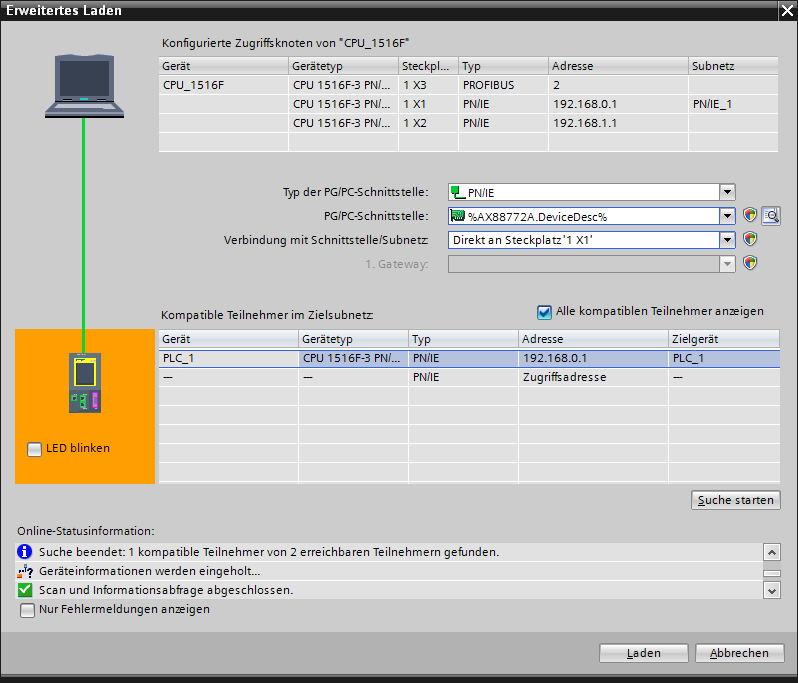 Erweitertes Laden
Konfigurierte Zugriffsknoten von "CPU_1516F"
Gerät Gerätetyp Steckpl... Typ Adresse Subnetz
CPU_1516F CPU 1516F-3 PN/... 1 X3 PROFIBUS 2
CPU 1516F-3 PN/... 1 X1 PN/IE 192.168.0.1 PN/IE_1
CPU 1516F-3 PN/... 1 X2 PN/IE 192.168.1.1
Typ der PG/PC-Schnittstelle: PN/IE
PG/PC-Schnittstelle: %AX88772A.DeviceDesc%
Verbindung mit Schnittstelle/Subnetz: Direkt an Steckplatz '1 X1'
1. Gateway:
Kompatible Teilnehmer im Zielsubnetz: Alle kompatiblen Teilnehmer anzeigen
Gerät Gerätetyp Typ Adresse Zielgerät
PLC_1 CPU 1516F-3 PN/... PN/IE 192.168.0.1 PLC_1
--- --- PN/IE Zugriffsadresse ---
LED blinken
Suche starten
Online-Statusinformation:
Suche beendet: 1 kompatible Teilnehmer von 2 erreichbaren Teilnehmern gefunden.
Geräteinformationen werden eingeholt...
Scan und Informationsabfrage abgeschlossen.
Nur Fehlermeldungen anzeigen
Laden Abbrechen